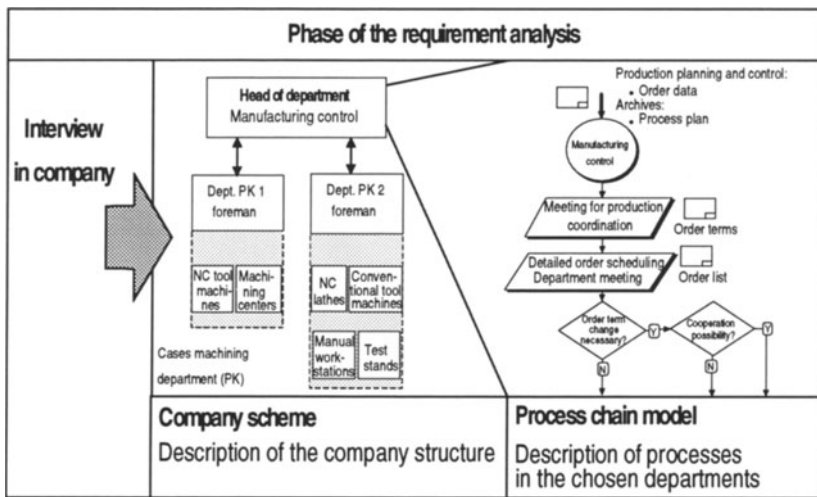 Phase of the requirement analysis
Interview
in company
Head of department
Manufacturing control
Dept. PK 1
foreman
Dept. PK 2
foreman
NC tool
machi-
nes
Machi-
ning
centers
NC
lathes
Conven-
tional tool
machines
Manual
work-
stations
Test
stands
Cases machining
department (PK)
Production planning and control:
• Order data
Archives:
• Process plan
Manufacturing
control
Meeting for production
coordination
Order terms
Detailed order scheduling
Department meeting
Order list
Order term
change
necessary?
Y
Cooperation
possibility?
Y
N
N
Company scheme
Description of the company structure
Process chain model
Description of processes
in the chosen departments